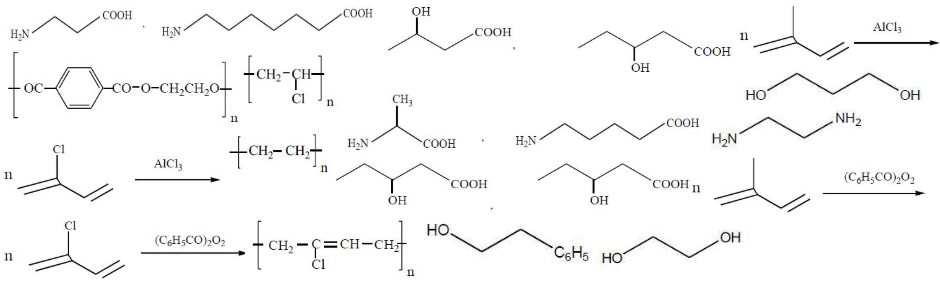 H₂N COOH , H₂N COOH
OH COOH , OH COOH
n AlCl₃
[ OC CO—O—CH₂CH₂O ]n [ CH₂—CH Cl ]n
HO OH
n Cl AlCl₃
[ CH₂—CH₂ ]n
CH₃ H₂N COOH , H₂N COOH
H₂N NH₂
OH COOH , OH COOH
n (C₆H₅CO)₂O₂
n Cl (C₆H₅CO)₂O₂
[ CH₂—C=CH—CH₂ Cl ]n
HO C₆H₅
HO OH